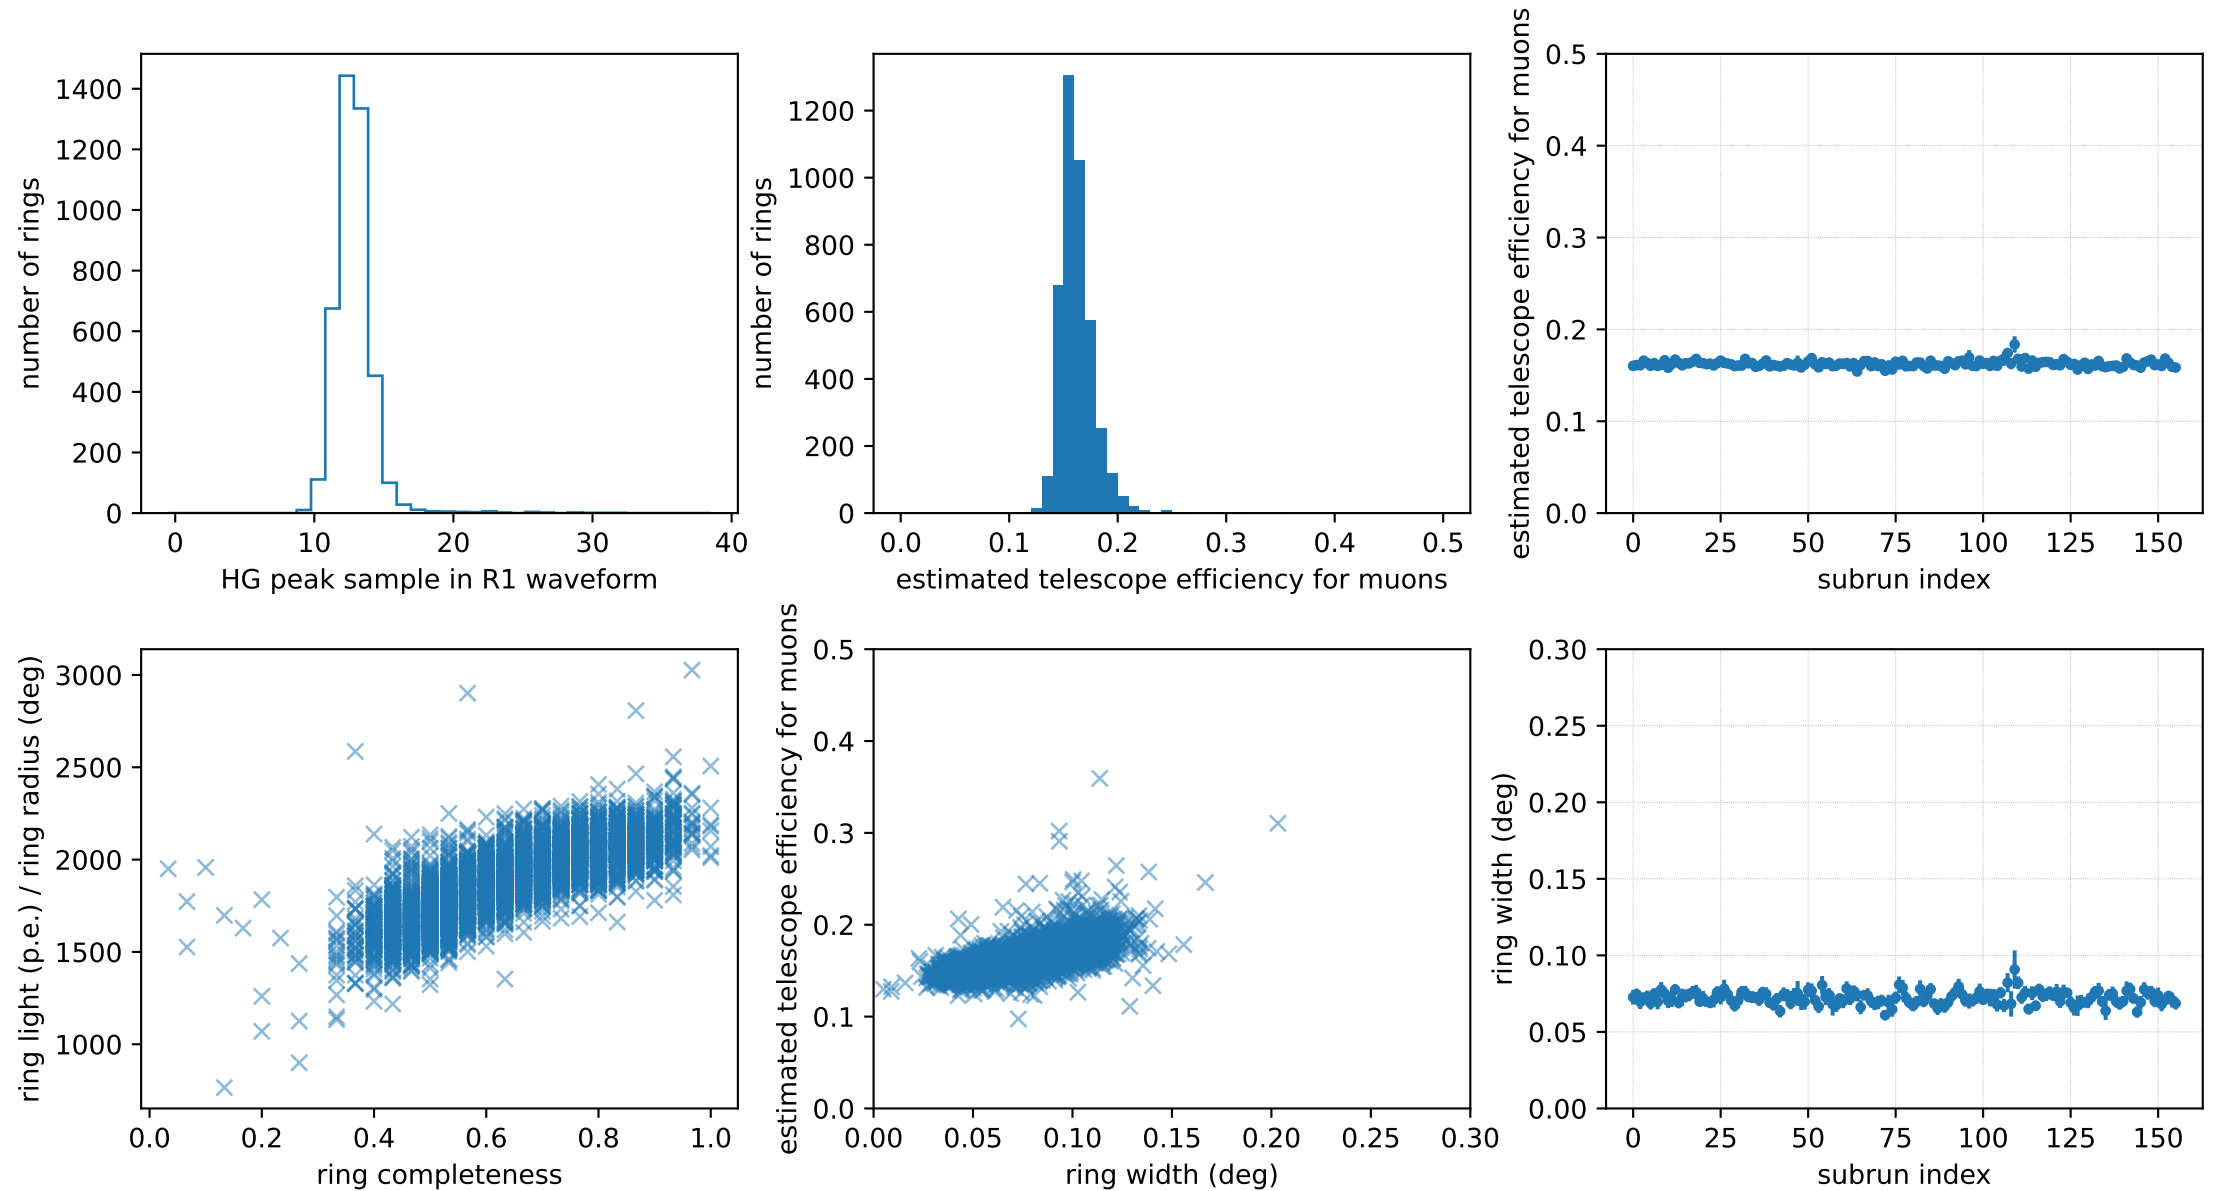 number of rings
0
200
400
600
800
1000
1200
1400
0 10 20 30 40
HG peak sample in R1 waveform
number of rings
0
200
400
600
800
1000
1200
0.0 0.1 0.2 0.3 0.4 0.5
estimated telescope efficiency for muons
estimated telescope efficiency for muons
0.5
0.4
0.3
0.2
0.1
0.0
0 25 50 75 100 125 150
subrun index
ring light (p.e.) / ring radius (deg)
3000
2500
2000
1500
1000
0.0 0.2 0.4 0.6 0.8 1.0
ring completeness
estimated telescope efficiency for muons
0.5
0.4
0.3
0.2
0.1
0.0
0.00 0.05 0.10 0.15 0.20 0.25 0.30
ring width (deg)
ring width (deg)
0.30
0.25
0.20
0.15
0.10
0.05
0.00
0 25 50 75 100 125 150
subrun index